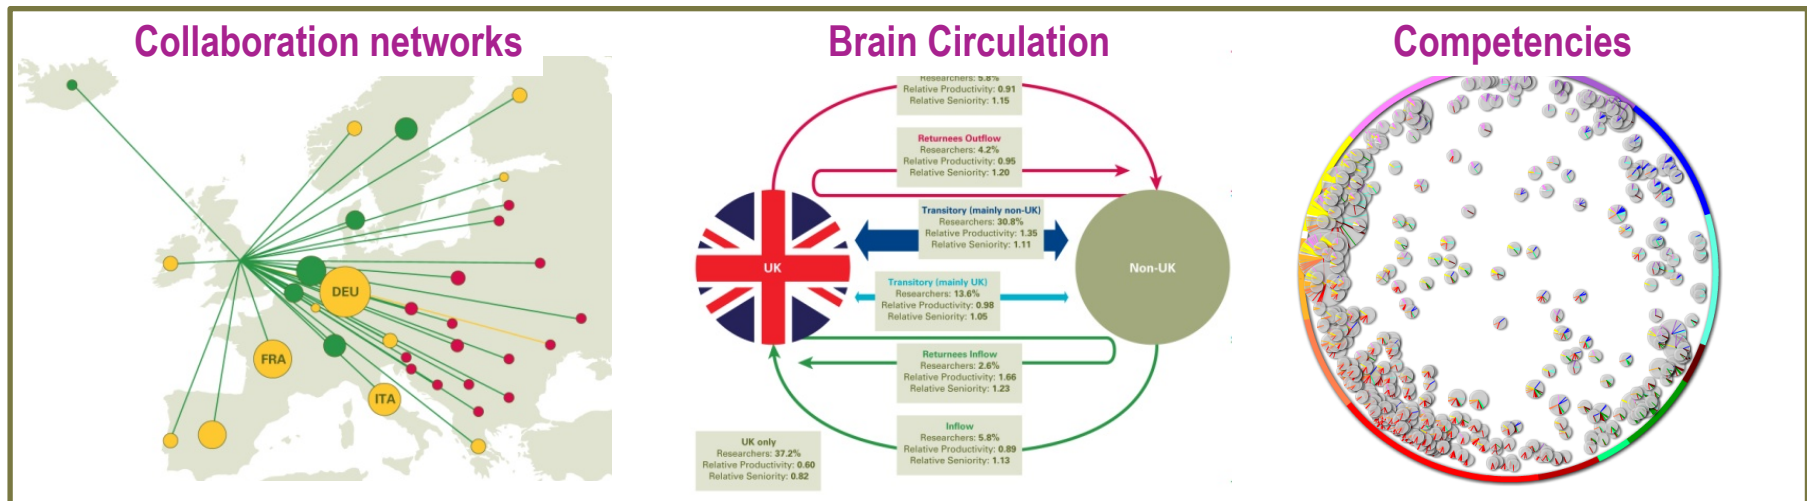 Collaboration networks
Brain Circulation
Competencies
DEU
FRA
ITA
Researchers: 5.8%
Relative Productivity: 0.91
Relative Seniority: 1.15
Returnees Outflow
Researchers: 4.2%
Relative Productivity: 0.95
Relative Seniority: 1.20
Transitory (mainly non-UK)
Researchers: 30.8%
Relative Productivity: 1.35
Relative Seniority: 1.11
UK
Non-UK
Transitory (mainly UK)
Researchers: 13.6%
Relative Productivity: 0.98
Relative Seniority: 1.05
Returnees Inflow
Researchers: 2.6%
Relative Productivity: 1.66
Relative Seniority: 1.23
Inflow
Researchers: 5.8%
Relative Productivity: 0.89
Relative Seniority: 1.13
UK only
Researchers: 37.2%
Relative Productivity: 0.60
Relative Seniority: 0.82